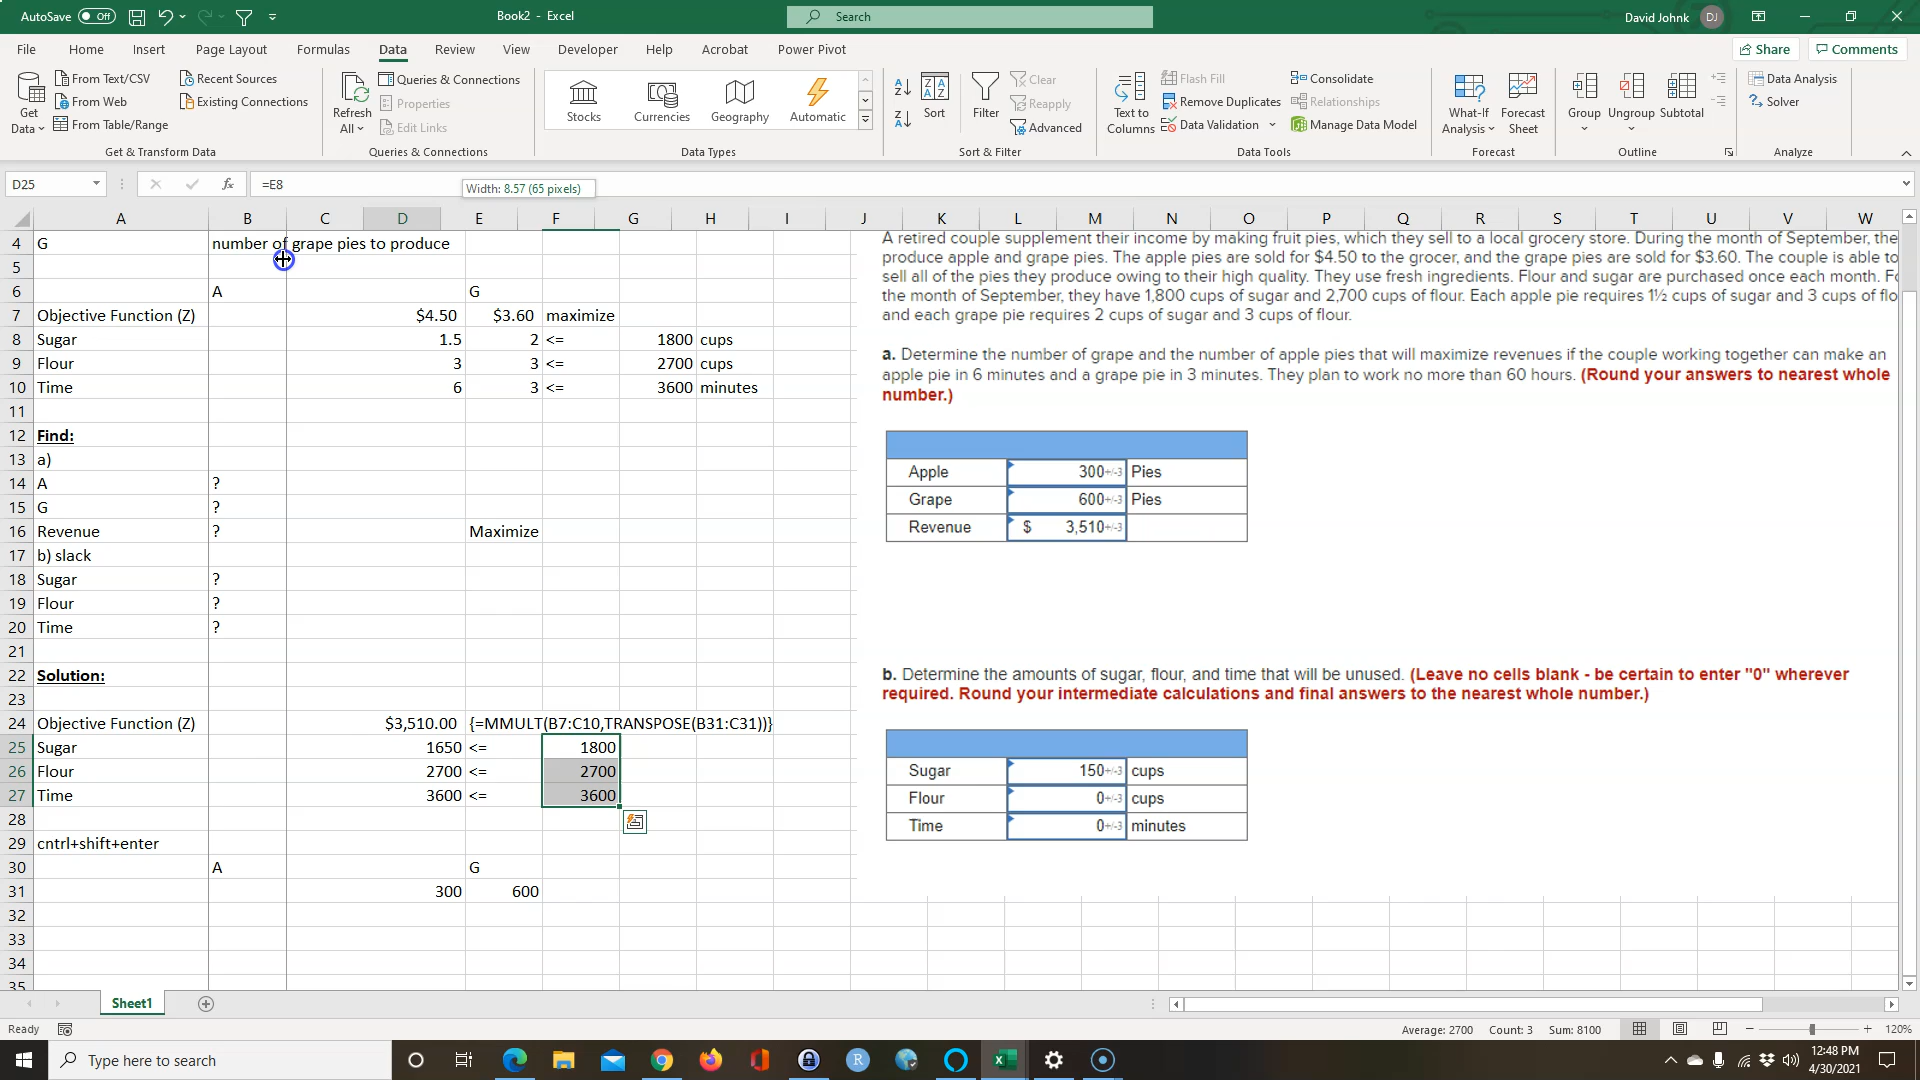 AutoSave Off
Book2 - Excel
Search
David Johnk DJ
File Home Insert Page Layout Formulas Data Review View Developer Help Acrobat Power Pivot
Share Comments
Get Data
From Text/CSV
From Web
From Table/Range
Recent Sources
Existing Connections
Get & Transform Data
Refresh All
Queries & Connections
Properties
Edit Links
Queries & Connections
Stocks Currencies Geography Automatic
Data Types
Sort
Filter
Clear
Reapply
Advanced
Sort & Filter
Text to Columns
Flash Fill
Remove Duplicates
Data Validation
Consolidate
Relationships
Manage Data Model
Data Tools
What-If Analysis
Forecast Sheet
Forecast
Group Ungroup Subtotal
Outline
Data Analysis
Solver
Analyze
D25 fx =E8
Width: 8.57 (65 pixels)
A B C D E F G H I J K L M N O P Q R S T U V W
4 G number of grape pies to produce
5
6 A G
7 Objective Function (Z) $4.50 $3.60 maximize
8 Sugar 1.5 2 <= 1800 cups
9 Flour 3 3 <= 2700 cups
10 Time 6 3 <= 3600 minutes
11
12 Find:
13 a)
14 A ?
15 G ?
16 Revenue ? Maximize
17 b) slack
18 Sugar ?
19 Flour ?
20 Time ?
21
22 Solution:
23
24 Objective Function (Z) $3,510.00 {=MMULT(B7:C10,TRANSPOSE(B31:C31))}
25 Sugar 1650 <= 1800
26 Flour 2700 <= 2700
27 Time 3600 <= 3600
28
29 cntrl+shift+enter
30 A G
31 300 600
32
33
34
35
A retired couple supplement their income by making fruit pies, which they sell to a local grocery store. During the month of September, the
produce apple and grape pies. The apple pies are sold for $4.50 to the grocer, and the grape pies are sold for $3.60. The couple is able to
sell all of the pies they produce owing to their high quality. They use fresh ingredients. Flour and sugar are purchased once each month. Fo
the month of September, they have 1,800 cups of sugar and 2,700 cups of flour. Each apple pie requires 1½ cups of sugar and 3 cups of flo
and each grape pie requires 2 cups of sugar and 3 cups of flour.
a. Determine the number of grape and the number of apple pies that will maximize revenues if the couple working together can make an
apple pie in 6 minutes and a grape pie in 3 minutes. They plan to work no more than 60 hours. (Round your answers to nearest whole
number.)
Apple 300+/-3 Pies
Grape 600+/-3 Pies
Revenue $ 3,510+/-3
b. Determine the amounts of sugar, flour, and time that will be unused. (Leave no cells blank - be certain to enter "0" wherever
required. Round your intermediate calculations and final answers to the nearest whole number.)
Sugar 150+/-3 cups
Flour 0+/-3 cups
Time 0+/-3 minutes
Sheet1
Ready
Average: 2700 Count: 3 Sum: 8100 120%
Type here to search
12:48 PM
4/30/2021